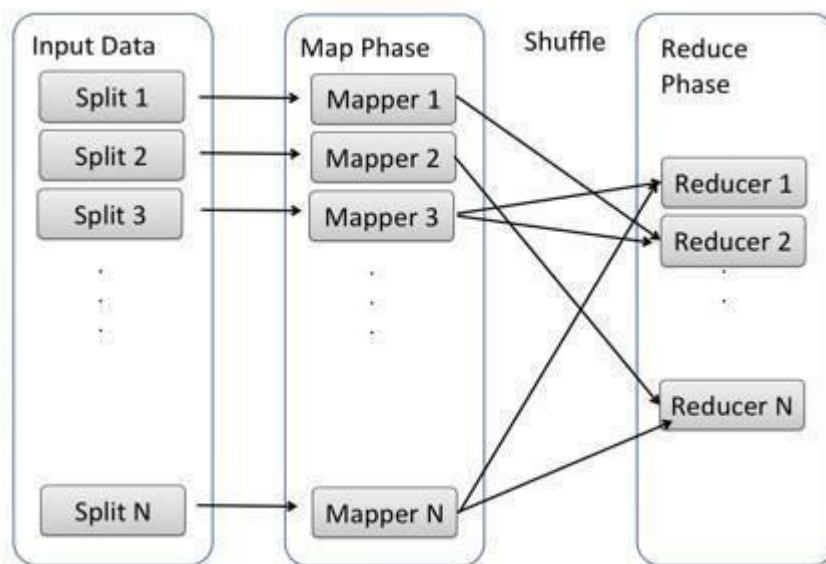 Input Data
Split 1
Split 2
Split 3
Split N
Map Phase
Mapper 1
Mapper 2
Mapper 3
Mapper N
Shuffle
Reduce
Phase
Reducer 1
Reducer 2
Reducer N